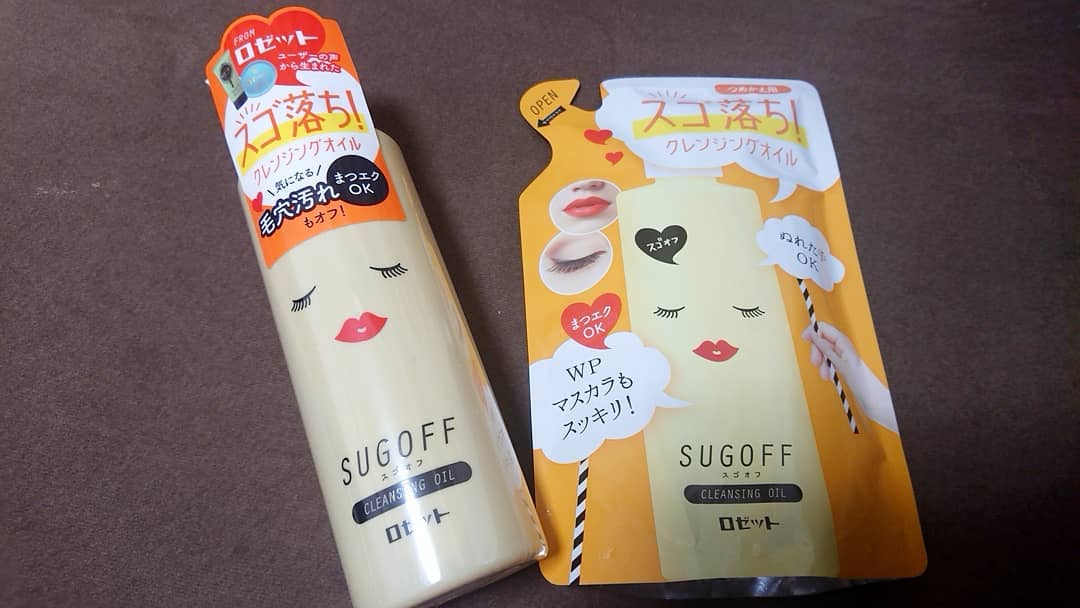 FROM
ロゼット
ユーザーの声
から生まれた
スゴ落ち!
クレンジングオイル
気になる
毛穴汚れ
もオフ!
まつエク
OK
SUGOFF
スゴオフ
CLEANSING OIL
ロゼット
OPEN
つめかえ用
スゴ落ち!
クレンジングオイル
スゴオフ
ぬれた手
OK
まつエク
OK
WP
マスカラも
スッキリ!
SUGOFF
スゴオフ
CLEANSING OIL
ロゼット